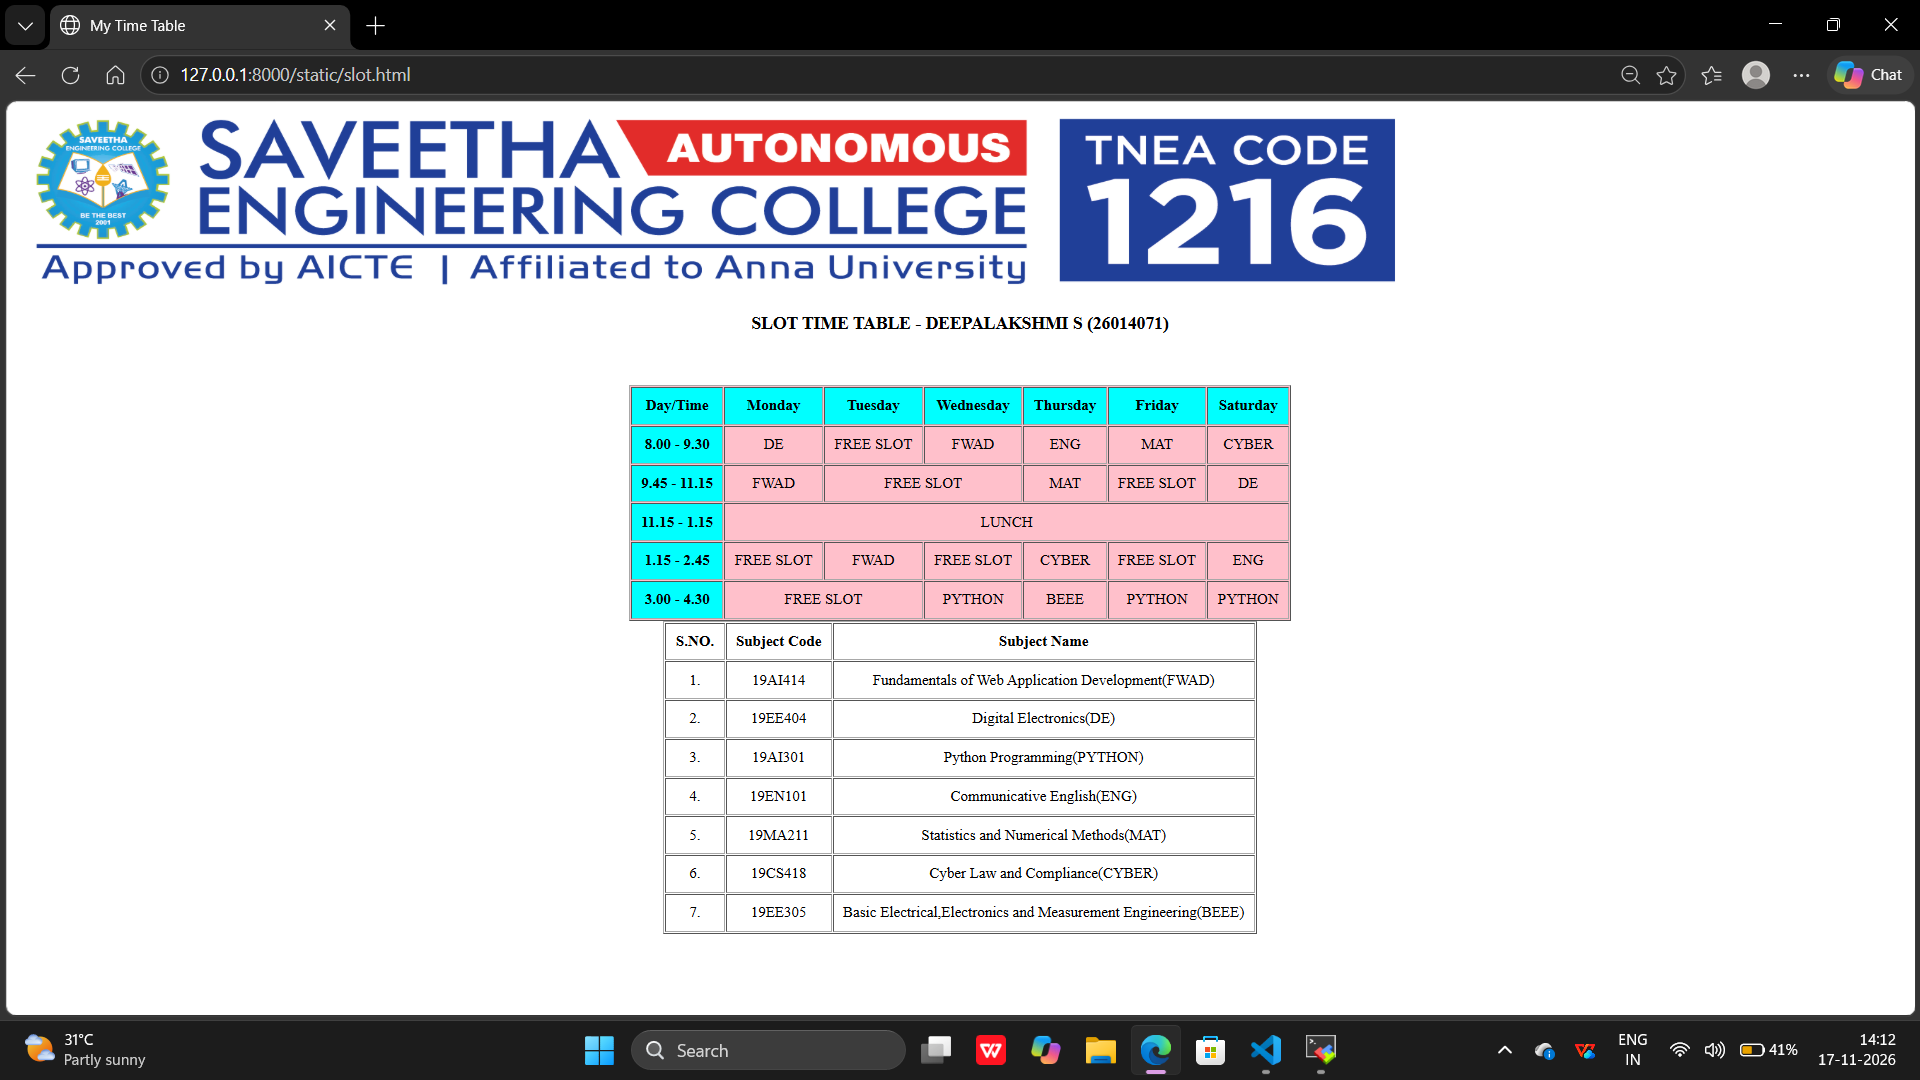 My Time Table
127.0.0.1:8000/static/slot.html
Chat
SAVEETHA
ENGINEERING COLLEGE
BE THE BEST
2001
SAVEETHA AUTONOMOUS
ENGINEERING COLLEGE
Approved by AICTE | Affiliated to Anna University
TNEA CODE
1216
SLOT TIME TABLE - DEEPALAKSHMI S (26014071)
Day/Time Monday Tuesday Wednesday Thursday Friday Saturday
8.00 - 9.30 DE FREE SLOT FWAD ENG MAT CYBER
9.45 - 11.15 FWAD FREE SLOT MAT FREE SLOT DE
11.15 - 1.15 LUNCH
1.15 - 2.45 FREE SLOT FWAD FREE SLOT CYBER FREE SLOT ENG
3.00 - 4.30 FREE SLOT PYTHON BEEE PYTHON PYTHON
S.NO. Subject Code Subject Name
1. 19AI414 Fundamentals of Web Application Development(FWAD)
2. 19EE404 Digital Electronics(DE)
3. 19AI301 Python Programming(PYTHON)
4. 19EN101 Communicative English(ENG)
5. 19MA211 Statistics and Numerical Methods(MAT)
6. 19CS418 Cyber Law and Compliance(CYBER)
7. 19EE305 Basic Electrical,Electronics and Measurement Engineering(BEEE)
31°C
Partly sunny
Search
ENG
IN
41%
14:12
17-11-2026